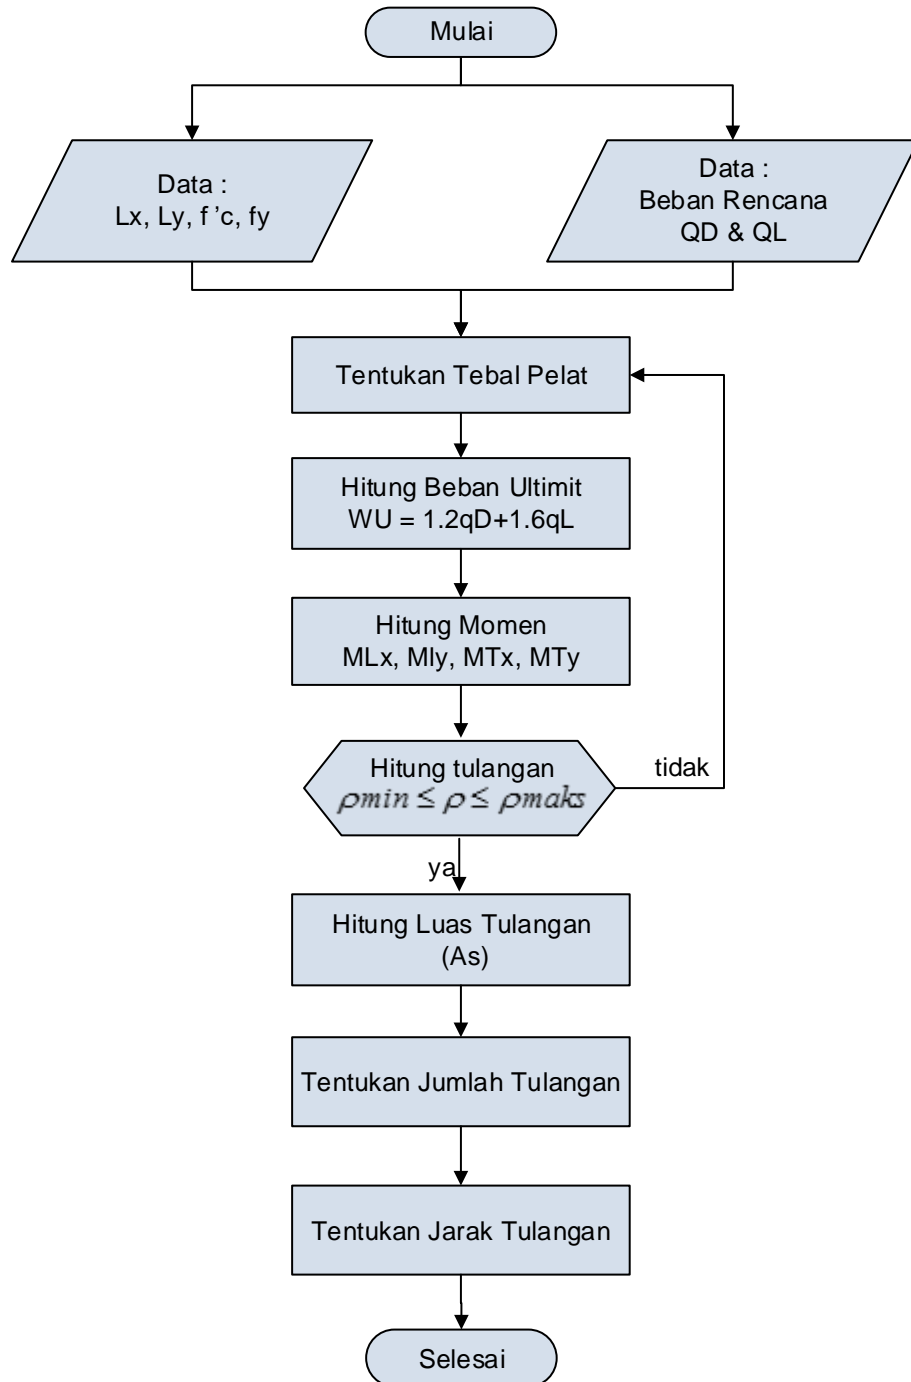 Mulai
Data :
Lx, Ly, f 'c, fy
Data :
Beban Rencana
QD & QL
Tentukan Tebal Pelat
Hitung Beban Ultimit
WU = 1.2qD+1.6qL
Hitung Momen
MLx, Mly, MTx, MTy
Hitung tulangan
ρmin ≤ ρ ≤ ρmaks
tidak
ya
Hitung Luas Tulangan
(As)
Tentukan Jumlah Tulangan
Tentukan Jarak Tulangan
Selesai